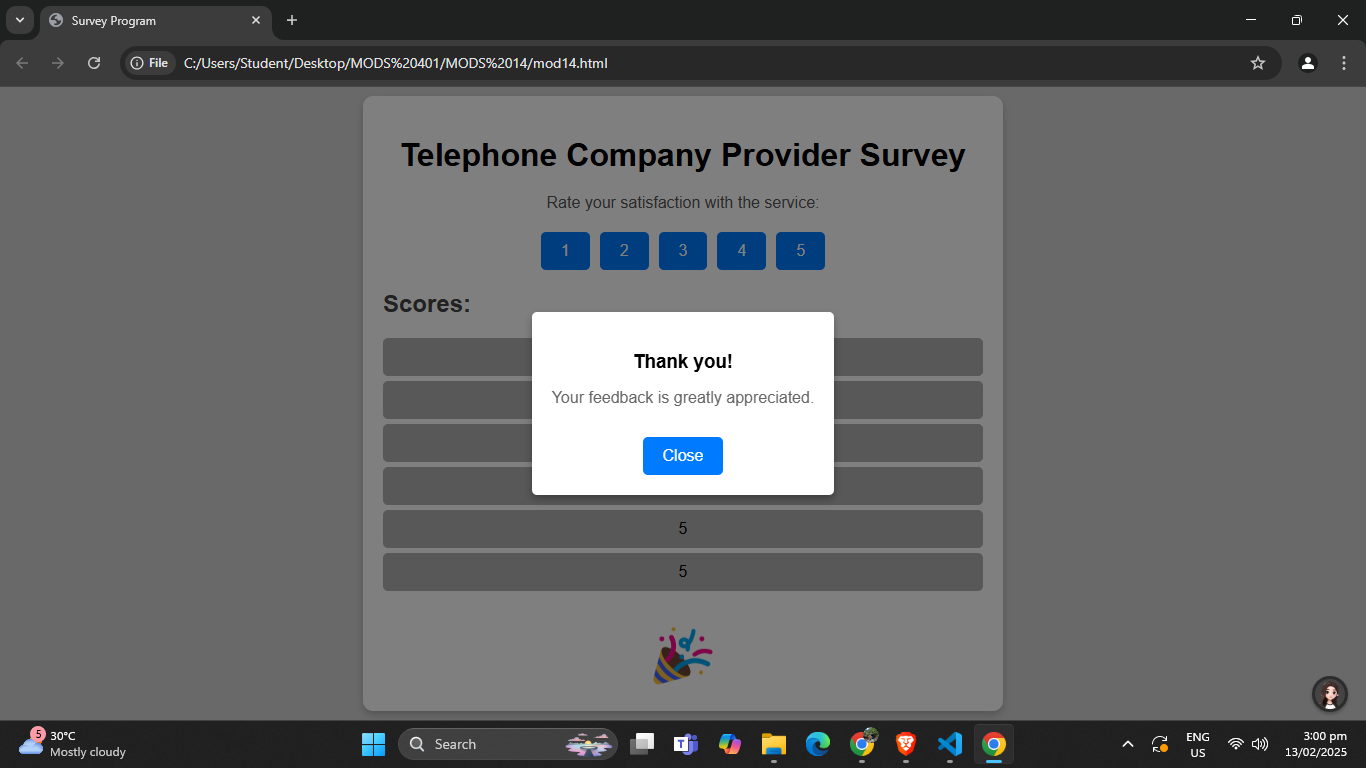 Survey Program
File
C:/Users/Student/Desktop/MODS%20401/MODS%2014/mod14.html
Telephone Company Provider Survey
Rate your satisfaction with the service:
1 2 3 4 5
Scores:
Thank you!
Your feedback is greatly appreciated.
Close
5
5
5
30°C
Mostly cloudy
Search
ENG
US
3:00 pm
13/02/2025